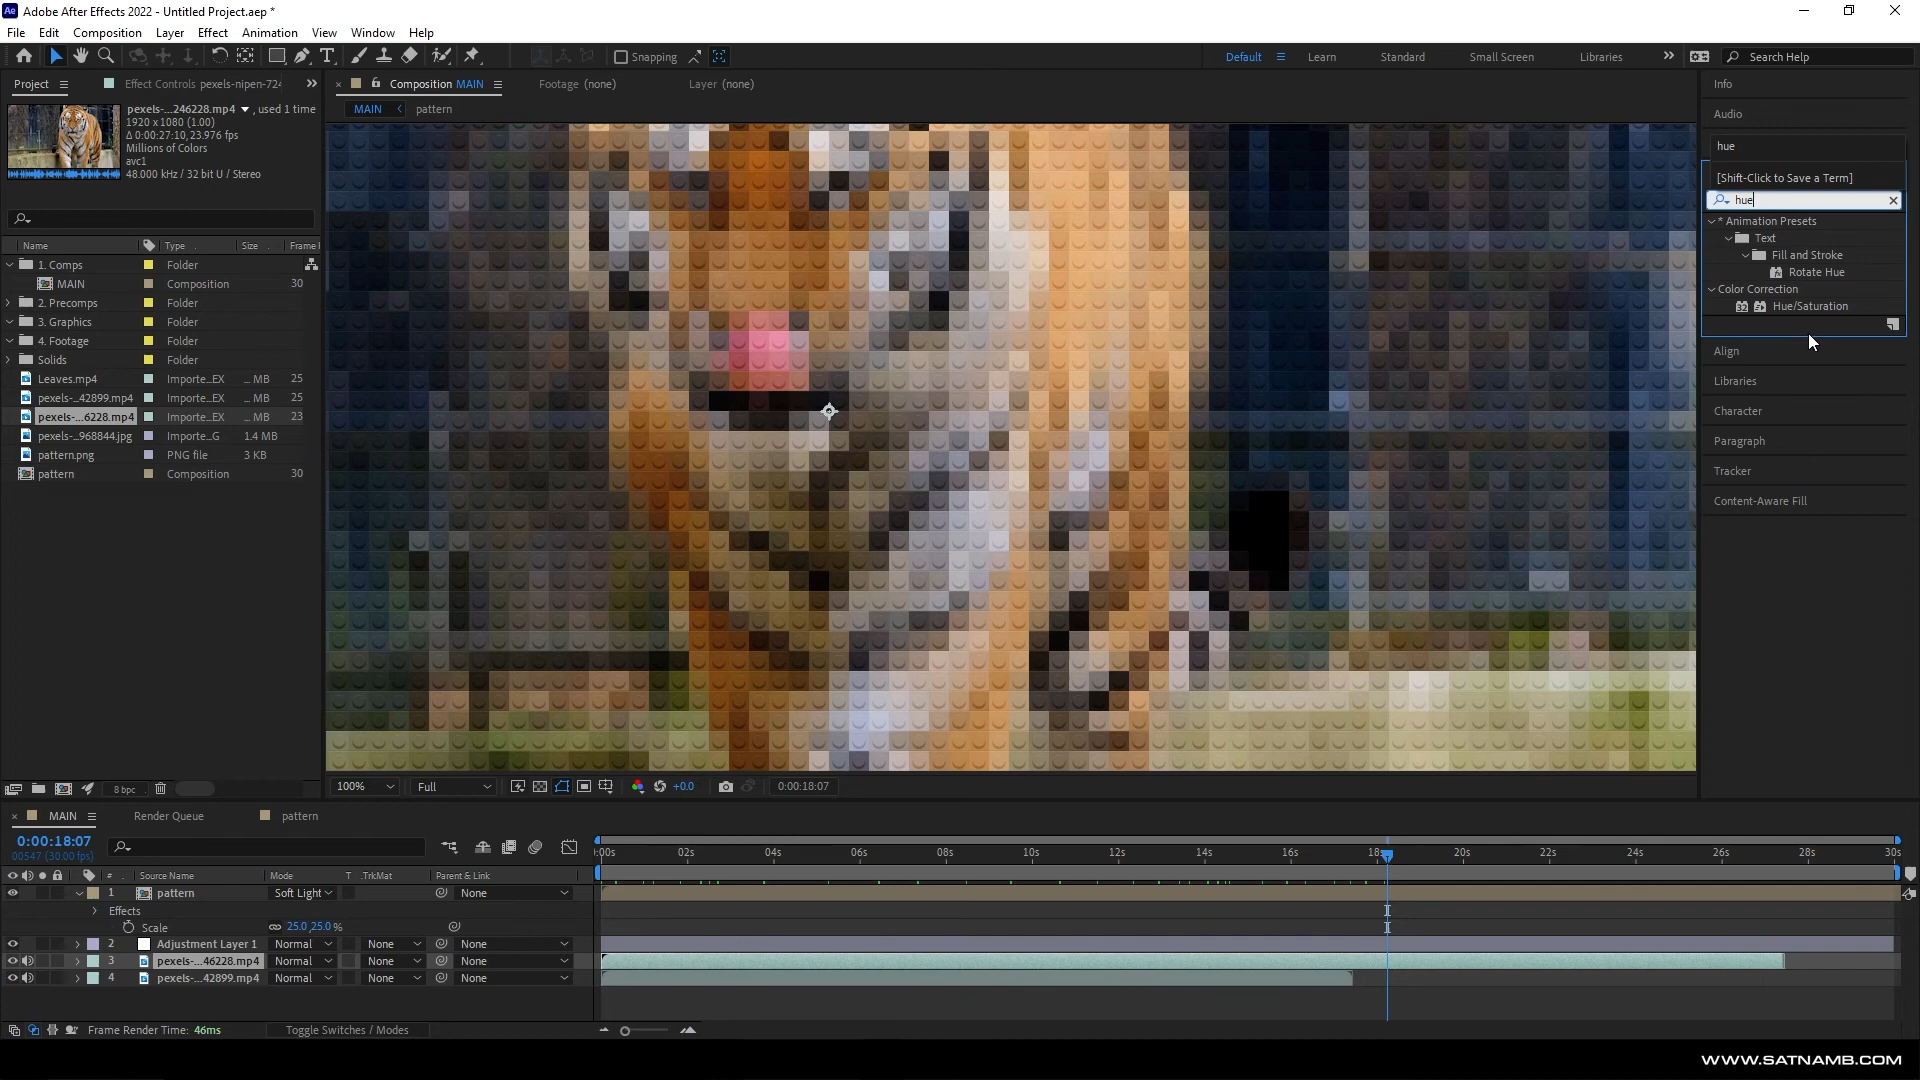 Adobe After Effects 2022 - Untitled Project.aep *
File Edit Composition Layer Effect Animation View Window Help
Snapping
Default Learn Standard Small Screen Libraries Search Help
Project Effect Controls pexels-nipen-724
Composition MAIN Footage (none) Layer (none)
MAIN pattern
pexels-...246228.mp4 , used 1 time
1920 x 1080 (1.00)
Δ 0:00:27:10, 23.976 fps
Millions of Colors
avc1
48.000 kHz / 32 bit U / Stereo
Name Type Size Frame
1. Comps Folder
MAIN Composition 30
2. Precomps Folder
3. Graphics Folder
4. Footage Folder
Solids Folder
Leaves.mp4 Importe...EX ... MB 25
pexels-...42899.mp4 Importe...EX ... MB 25
pexels-...6228.mp4 Importe...EX ... MB 23
pexels-...968844.jpg Importe...G 1.4 MB
pattern.png PNG file 3 KB
pattern Composition 30
8 bpc
100% Full +0.0 0:00:18:07
Info
Audio
hue
[Shift-Click to Save a Term]
hue
* Animation Presets
Text
Fill and Stroke
Rotate Hue
Color Correction
32 Hue/Saturation
Align
Libraries
Character
Paragraph
Tracker
Content-Aware Fill
MAIN Render Queue pattern
0:00:18:07
00547 (30.00 fps)
:00s 02s 04s 06s 08s 10s 12s 14s 16s 18s 20s 22s 24s 26s 28s 30s
# Source Name Mode T .TrkMat Parent & Link
1 pattern Soft Light None
Effects
Scale 25.0,25.0%
2 Adjustment Layer 1 Normal None None
3 pexels-...46228.mp4 Normal None None
4 pexels-...42899.mp4 Normal None None
Frame Render Time: 46ms Toggle Switches / Modes
WWW.SATNAMB.COM